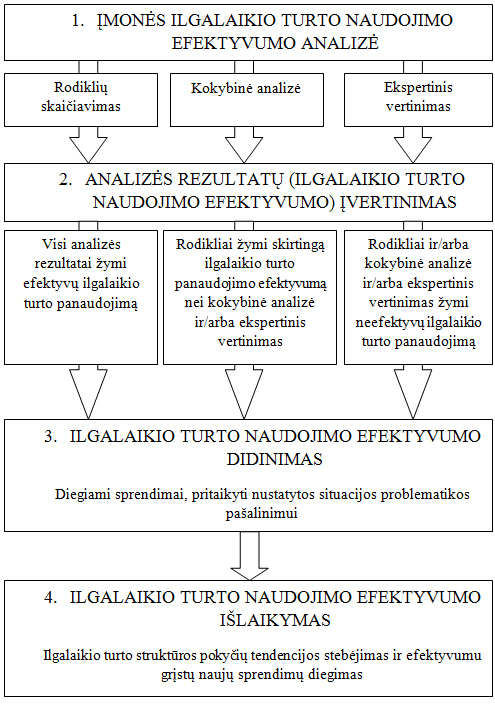 1. ĮMONĖS ILGALAIKIO TURTO NAUDOJIMO
EFEKTYVUMO ANALIZĖ
Rodiklių
skaičiavimas
Kokybinė analizė
Ekspertinis
vertinimas
2. ANALIZĖS REZULTATŲ (ILGALAIKIO TURTO
NAUDOJIMO EFEKTYVUMO) ĮVERTINIMAS
Visi analizės
rezultatai žymi
efektyvų ilgalaikio
turto panaudojimą
Rodikliai žymi skirtingą
ilgalaikio turto
panaudojimo efektyvumą
nei kokybinė analizė
ir/arba ekspertinis
vertinimas
Rodikliai ir/arba
kokybinė analizė
ir/arba ekspertinis
vertinimas žymi
neefektyvų ilgalaikio
turto panaudojimą
3. ILGALAIKIO TURTO NAUDOJIMO EFEKTYVUMO
DIDINIMAS
Diegiami sprendimai, pritaikyti nustatytos situacijos problematikos
pašalinimui
4. ILGALAIKIO TURTO NAUDOJIMO EFEKTYVUMO
IŠLAIKYMAS
Ilgalaikio turto struktūros pokyčių tendencijos stebėjimas ir efektyvumu
grįstų naujų sprendimų diegimas